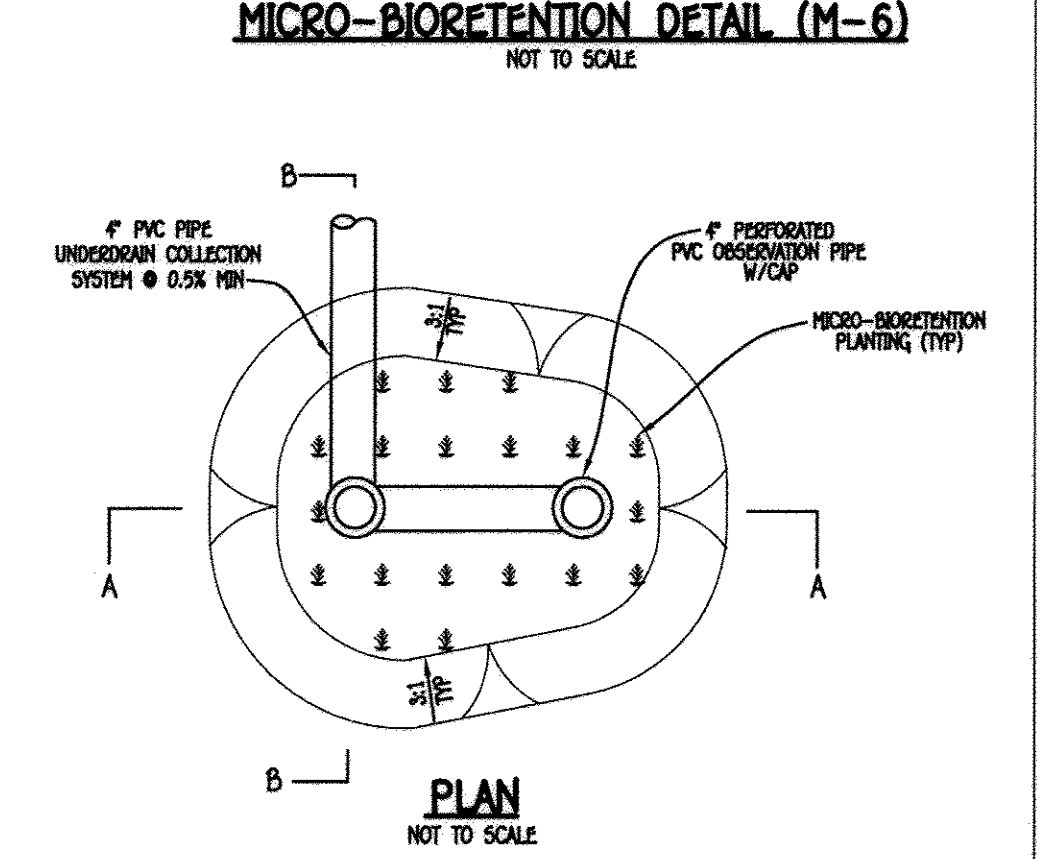 MICRO-BIORETENTION DETAIL (M-6)
NOT TO SCALE
B
4" PVC PIPE
UNDERDRAIN COLLECTION
SYSTEM @ 0.5% MIN
4" PERFORATED
PVC OBSERVATION PIPE
W/CAP
MICRO-BIORETENTION
PLANTING (TYP)
3:1
TYP
A
A
3:1
TYP
B
PLAN
NOT TO SCALE